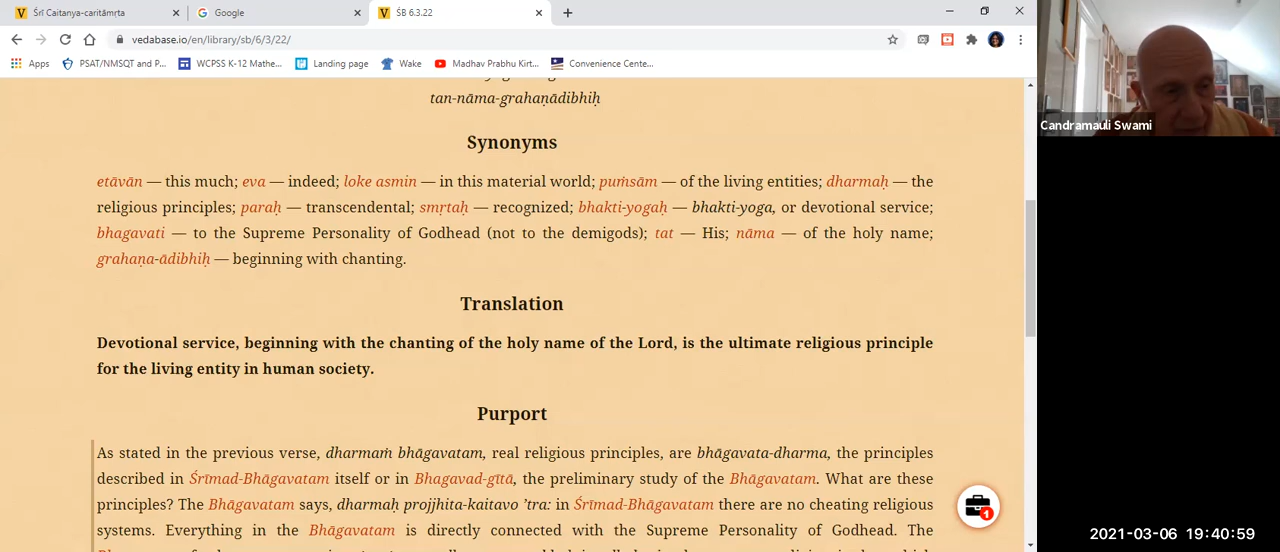 Śrī Caitanya-caritāmṛta
Google
ŚB 6.3.22
vedabase.io/en/library/sb/6/3/22/
Apps
PSAT/NMSQT and P...
WCPSS K-12 Mathe...
Landing page
Wake
Madhav Prabhu Kirt...
Convenience Cente...
Candramauli Swami
tan-nāma-grahaṇādibhiḥ
Synonyms
etāvān — this much; eva — indeed; loke asmin — in this material world; puṁsām — of the living entities; dharmaḥ — the
religious principles; paraḥ — transcendental; smṛtaḥ — recognized; bhakti-yogaḥ — bhakti-yoga, or devotional service;
bhagavati — to the Supreme Personality of Godhead (not to the demigods); tat — His; nāma — of the holy name;
grahaṇa-ādibhiḥ — beginning with chanting.
Translation
Devotional service, beginning with the chanting of the holy name of the Lord, is the ultimate religious principle
for the living entity in human society.
Purport
As stated in the previous verse, dharmaṁ bhāgavatam, real religious principles, are bhāgavata-dharma, the principles
described in Śrīmad-Bhāgavatam itself or in Bhagavad-gītā, the preliminary study of the Bhāgavatam. What are these
principles? The Bhāgavatam says, dharmaḥ projjhita-kaitavo ’tra: in Śrīmad-Bhāgavatam there are no cheating religious
systems. Everything in the Bhāgavatam is directly connected with the Supreme Personality of Godhead. The
1
2021-03-06 19:40:59